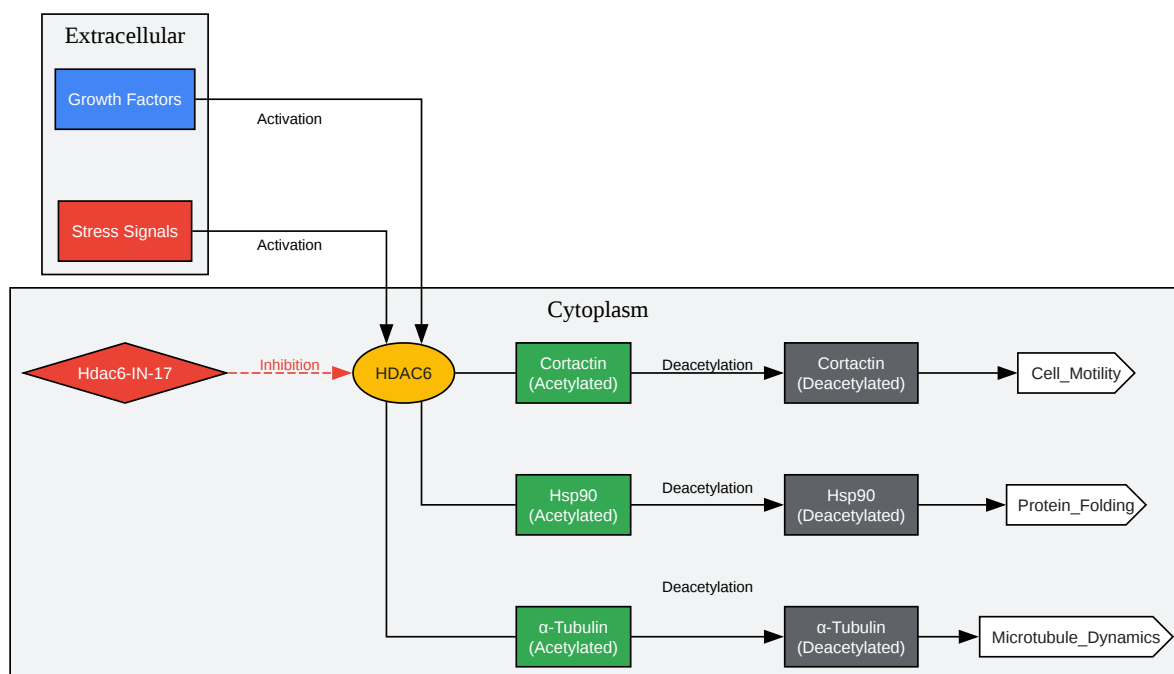 Extracellular
Growth Factors
Activation
Stress Signals
Activation
Cytoplasm
Hdac6-IN-17
Inhibition
HDAC6
Cortactin
(Acetylated)
Deacetylation
Cortactin
(Deacetylated)
Cell_Motility
Hsp90
(Acetylated)
Deacetylation
Hsp90
(Deacetylated)
Protein_Folding
α-Tubulin
(Acetylated)
Deacetylation
α-Tubulin
(Deacetylated)
Microtubule_Dynamics